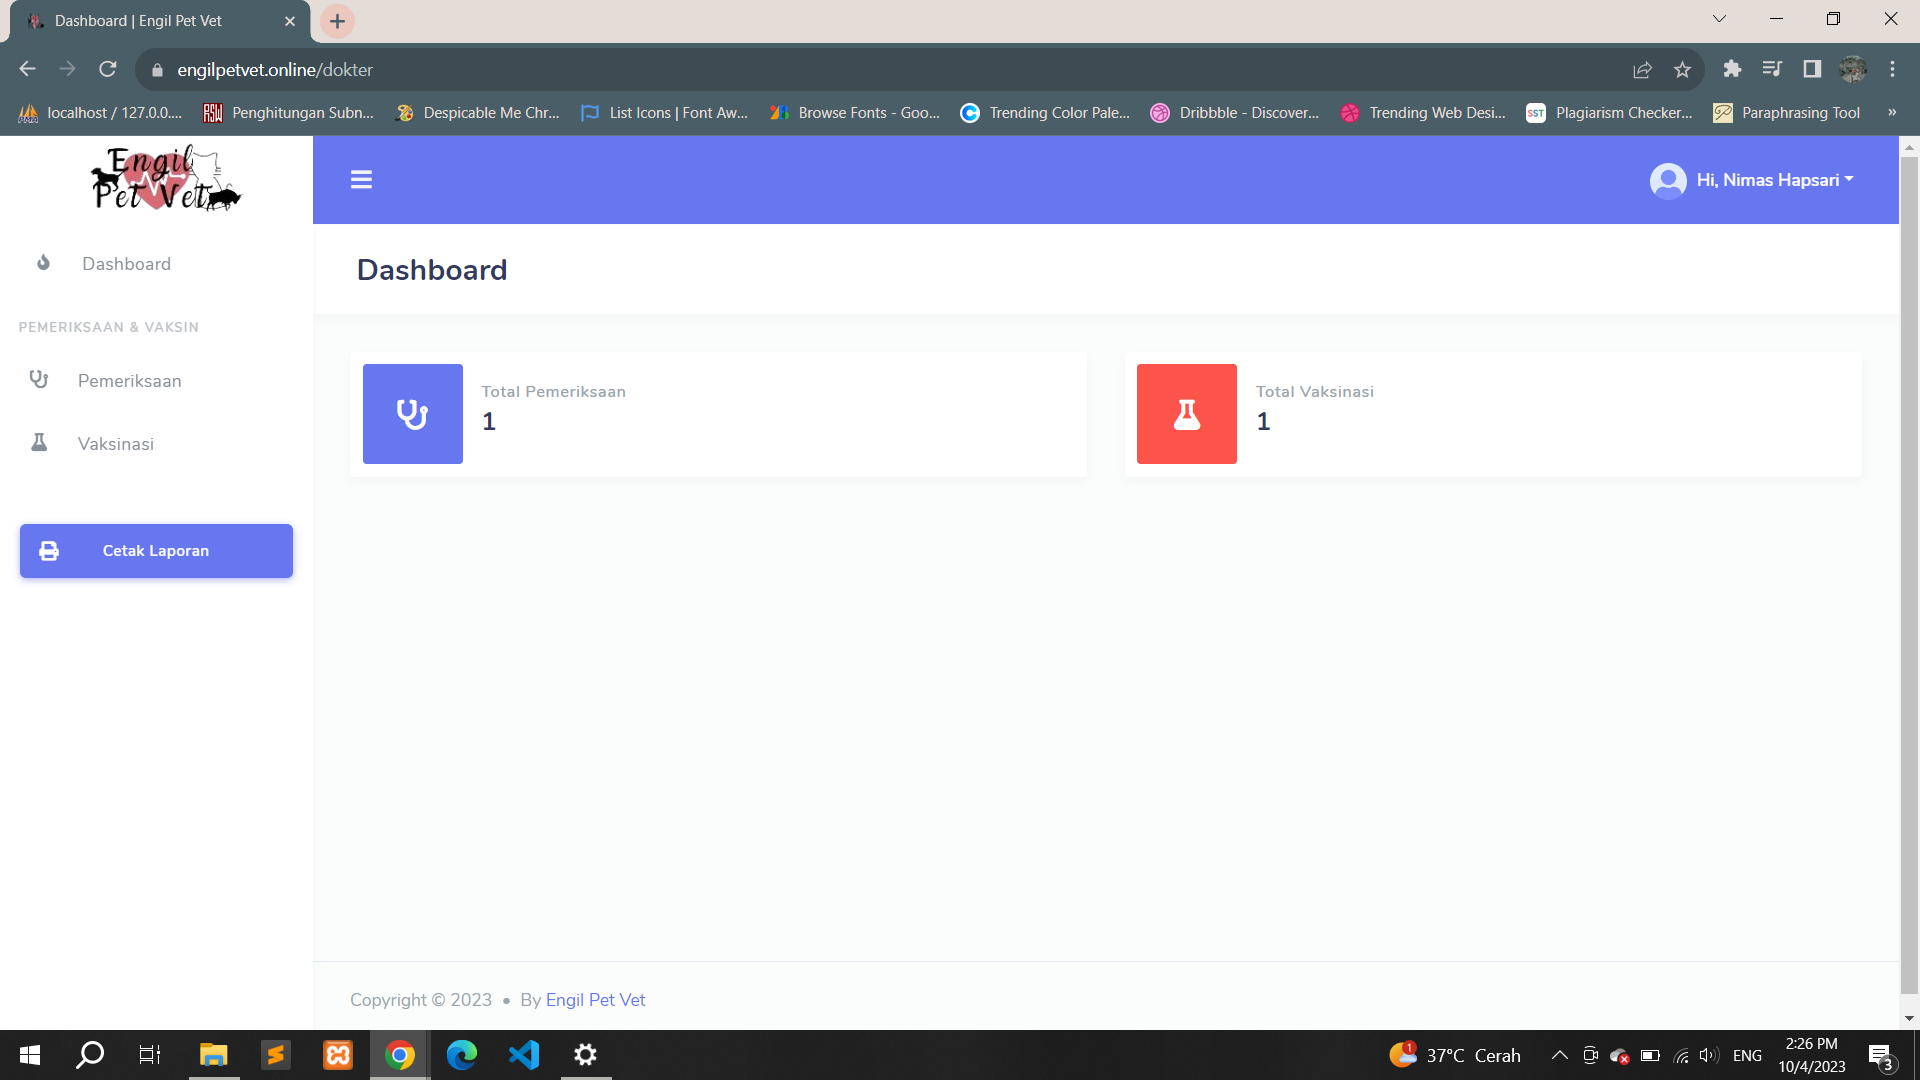 Dashboard | Engil Pet Vet
engilpetvet.online/dokter
localhost / 127.0.0....
Penghitungan Subn...
Despicable Me Chr...
List Icons | Font Aw...
Browse Fonts - Goo...
Trending Color Pale...
Dribbble - Discover...
Trending Web Desi...
SST
Plagiarism Checker...
Paraphrasing Tool
»
Engil
Pet Vet
Hi, Nimas Hapsari
Dashboard
PEMERIKSAAN & VAKSIN
Pemeriksaan
Vaksinasi
Cetak Laporan
Dashboard
Total Pemeriksaan
1
Total Vaksinasi
1
Copyright © 2023 • By Engil Pet Vet
1
37°C Cerah
ENG
2:26 PM
10/4/2023
3